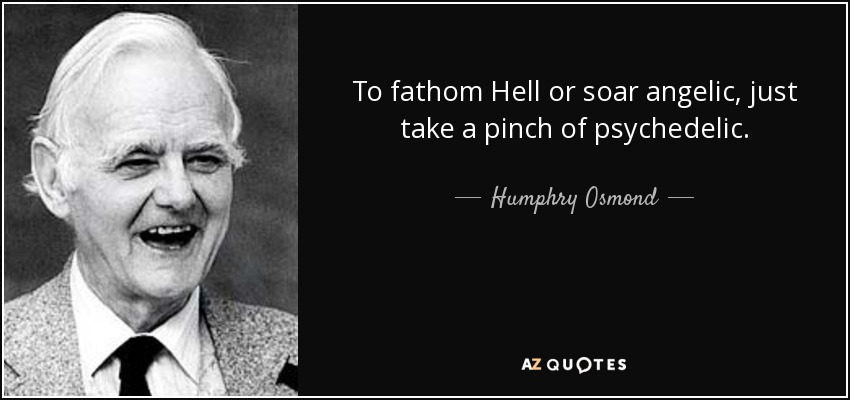 To fathom Hell or soar angelic, just
take a pinch of psychedelic.
— Humphry Osmond —
AZ QUOTES